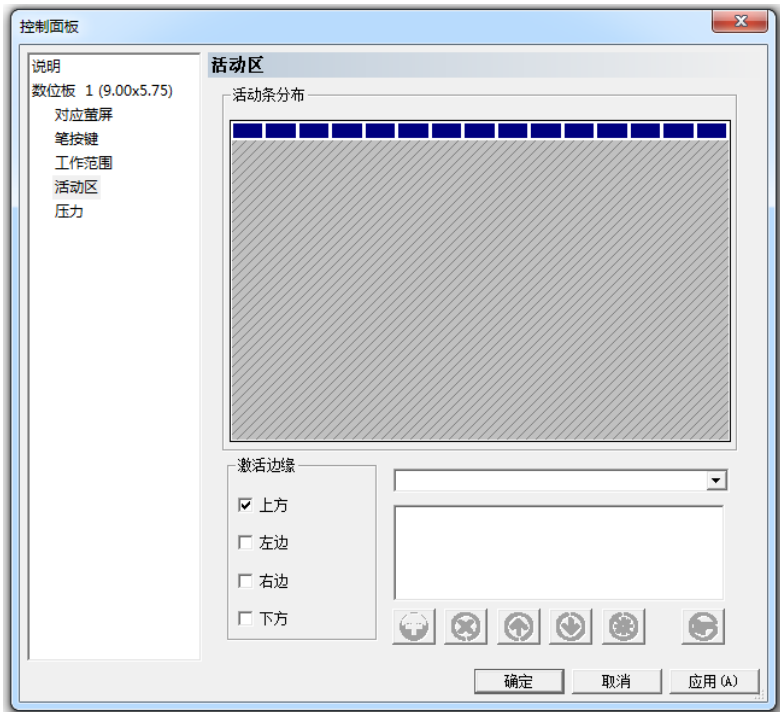 控制面板
说明
数位板 1 (9.00x5.75)
对应萤屏
笔按键
工作范围
活动区
压力
活动区
活动条分布
激活边缘
上方
左边
右边
下方
确定
取消
应用(A)